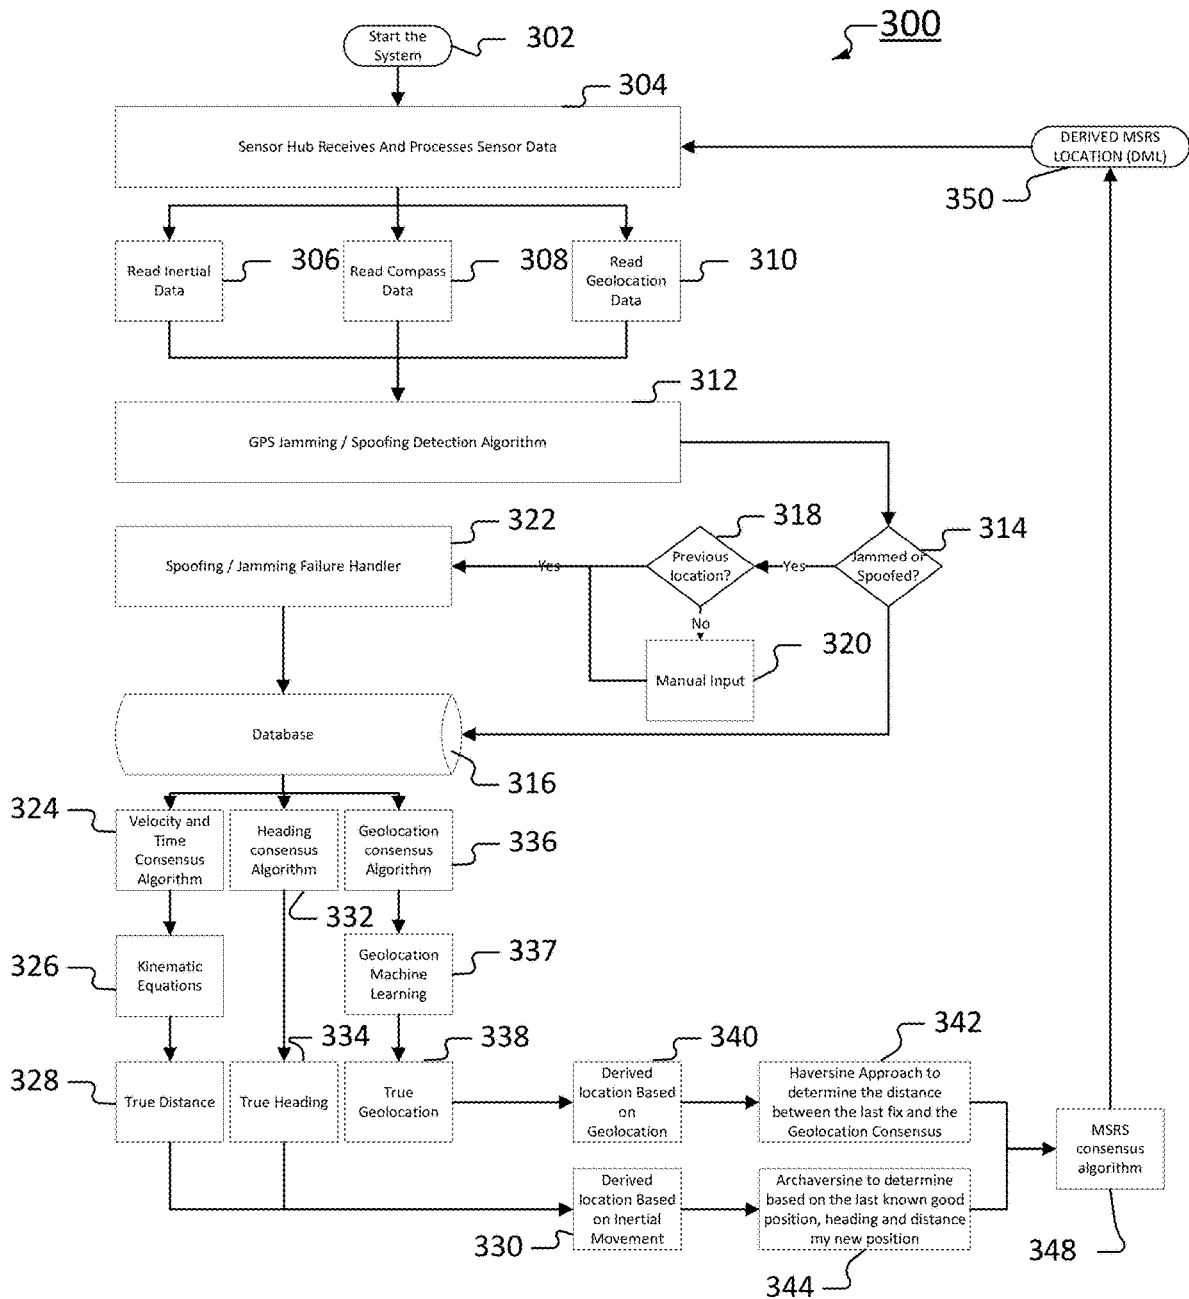 300
Start the
System
302
304
Sensor Hub Receives And Processes Sensor Data
DERIVED MSRS
LOCATION (DML)
350
Read Inertial
Data
306
Read Compass
Data
308
Read
Geolocation
Data
310
312
GPS Jamming / Spoofing Detection Algorithm
322
Spoofing / Jamming Failure Handler
Yes
318
Previous
location?
Yes
314
Jammed or
Spoofed?
No
320
Manual Input
Database
316
324
Velocity and
Time
Consensus
Algorithm
Heading
consensus
Algorithm
332
Geolocation
consensus
Algorithm
336
326
Kinematic
Equations
Geolocation
Machine
Learning
337
328
True Distance
334
True Heading
338
True
Geolocation
340
Derived
location Based
on
Geolocation
342
Haversine Approach to
determine the distance
between the last fix and the
Geolocation Consensus
Derived
location Based
on Inertial
Movement
330
Archaversine to determine
based on the last known good
position, heading and distance
my new position
344
MSRS
consensus
algorithm
348